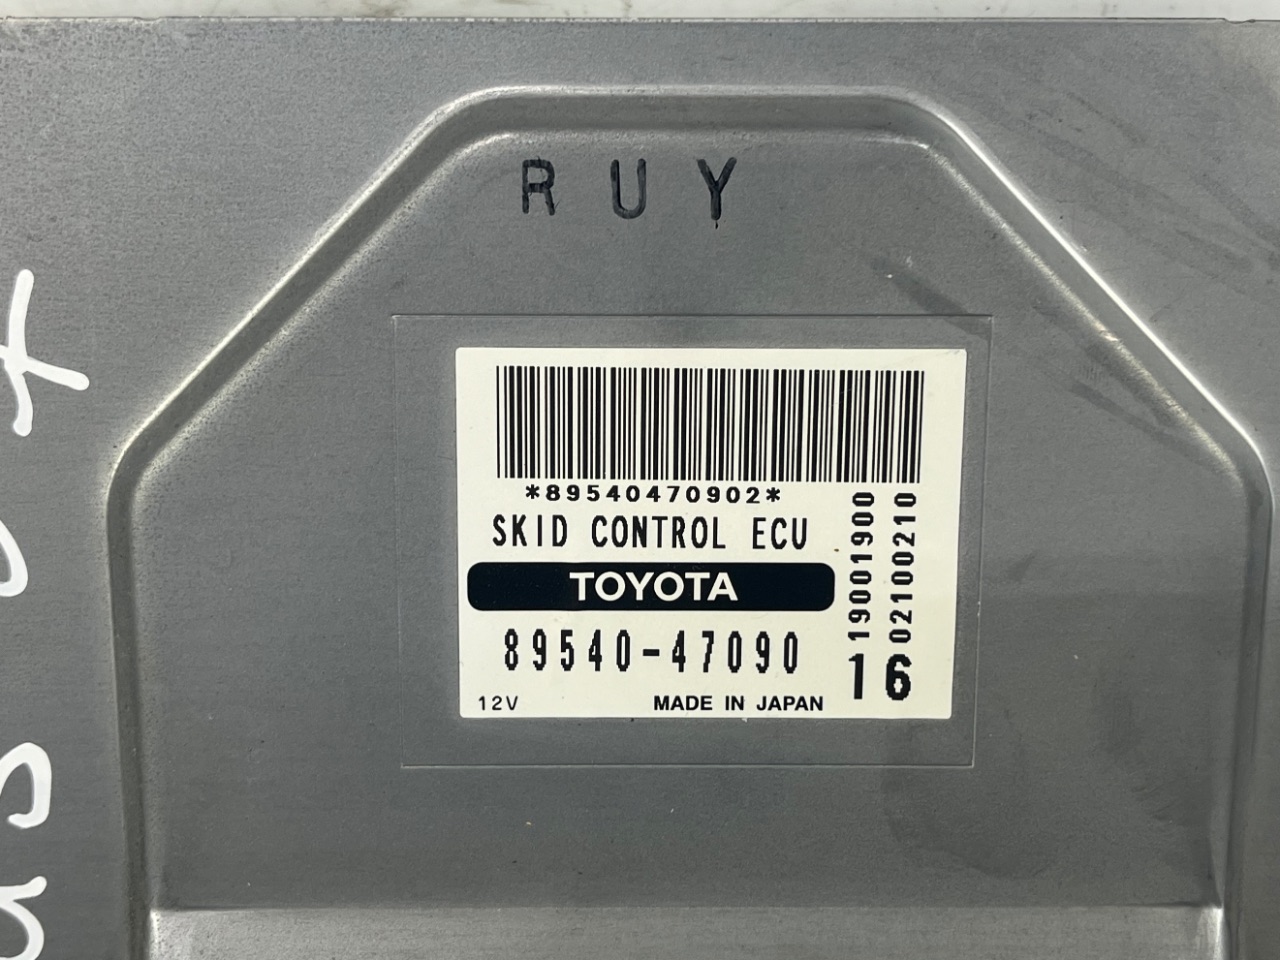 RUY
*89540470902*
SKID CONTROL ECU
TOYOTA
89540-47090
12V MADE IN JAPAN
19001900
02100210
16